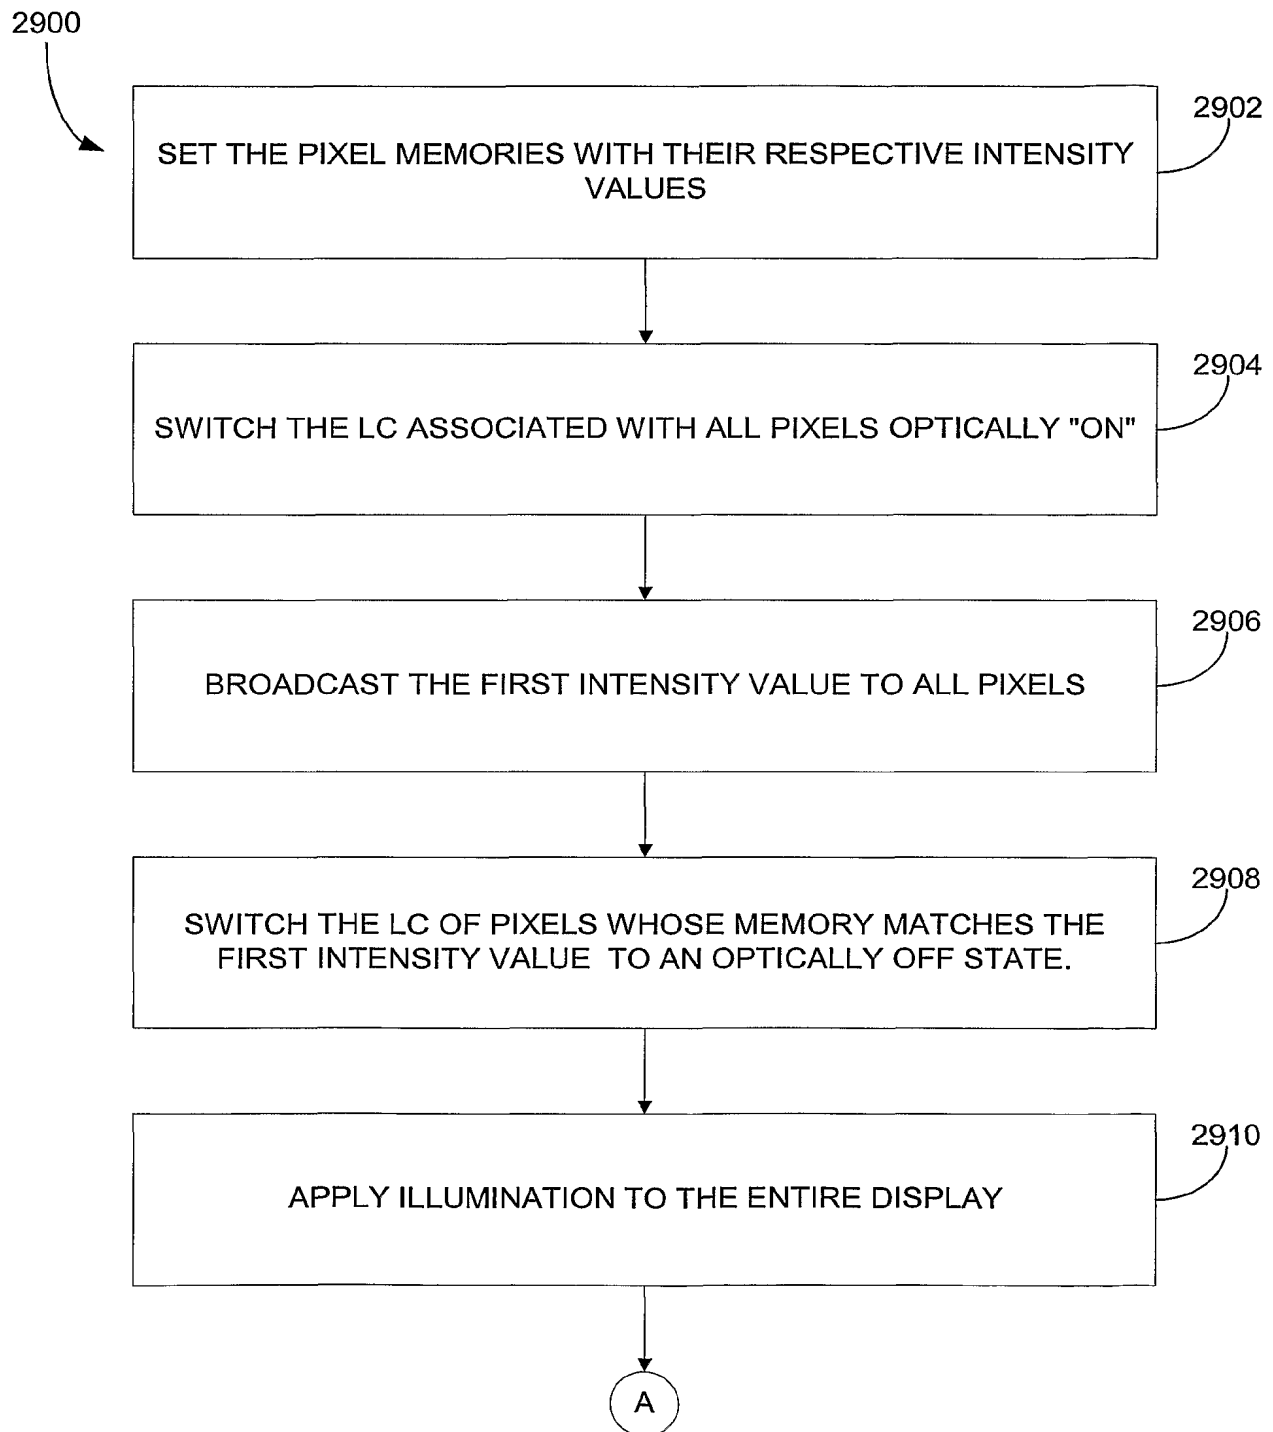 2900
2902
SET THE PIXEL MEMORIES WITH THEIR RESPECTIVE INTENSITY
VALUES
2904
SWITCH THE LC ASSOCIATED WITH ALL PIXELS OPTICALLY "ON"
2906
BROADCAST THE FIRST INTENSITY VALUE TO ALL PIXELS
2908
SWITCH THE LC OF PIXELS WHOSE MEMORY MATCHES THE
FIRST INTENSITY VALUE TO AN OPTICALLY OFF STATE.
2910
APPLY ILLUMINATION TO THE ENTIRE DISPLAY
A